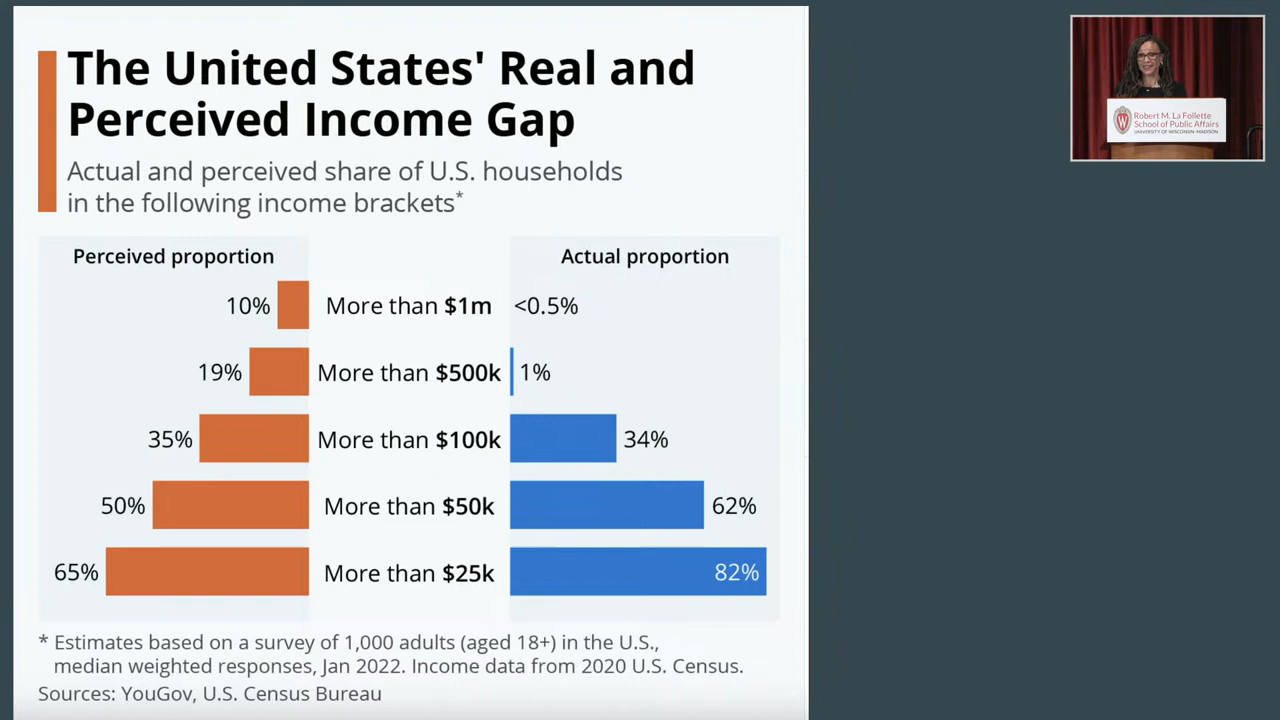 The United States' Real and
Perceived Income Gap
Actual and perceived share of U.S. households
in the following income brackets*
Perceived proportion
Actual proportion
10% More than $1m <0.5%
19% More than $500k 1%
35% More than $100k 34%
50% More than $50k 62%
65% More than $25k 82%
* Estimates based on a survey of 1,000 adults (aged 18+) in the U.S.,
median weighted responses, Jan 2022. Income data from 2020 U.S. Census.
Sources: YouGov, U.S. Census Bureau
W
Robert M. La Follette
School of Public Affairs
UNIVERSITY OF WISCONSIN-MADISON